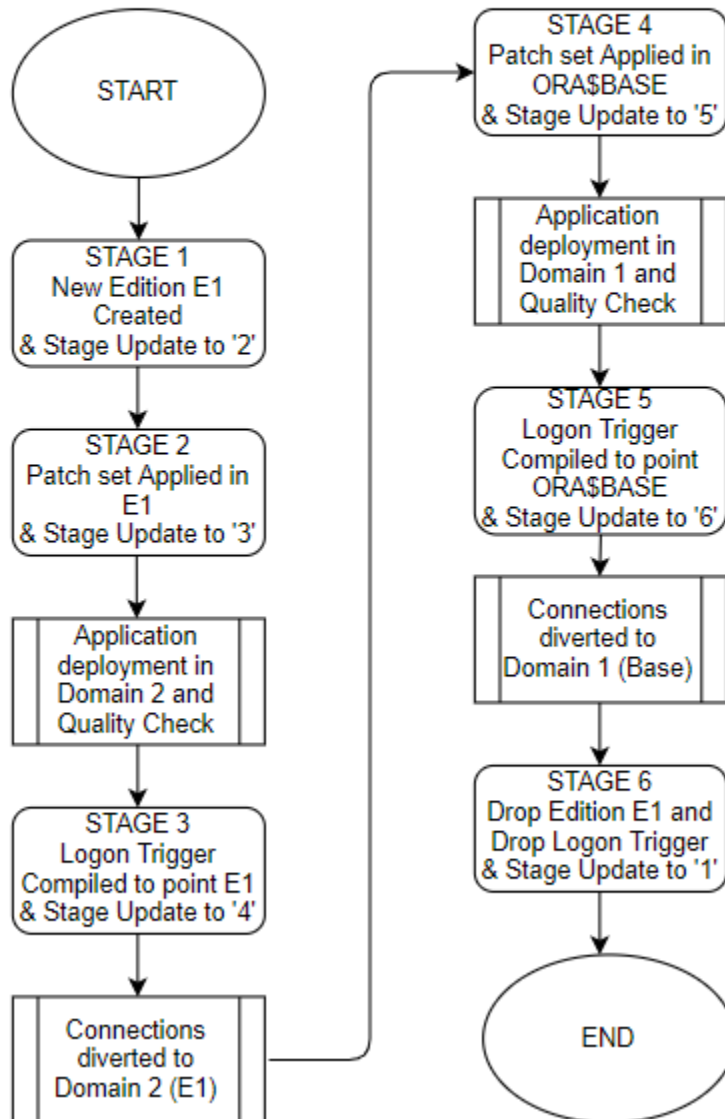 START
STAGE 1
New Edition E1
Created
& Stage Update to '2'
STAGE 2
Patch set Applied in
E1
& Stage Update to '3'
Application
deployment in
Domain 2 and
Quality Check
STAGE 3
Logon Trigger
Compiled to point E1
& Stage Update to '4'
Connections
diverted to
Domain 2 (E1)
STAGE 4
Patch set Applied in
ORA$BASE
& Stage Update to '5'
Application
deployment in
Domain 1 and
Quality Check
STAGE 5
Logon Trigger
Compiled to point
ORA$BASE
& Stage Update to '6'
Connections
diverted to
Domain 1 (Base)
STAGE 6
Drop Edition E1 and
Drop Logon Trigger
& Stage Update to '1'
END